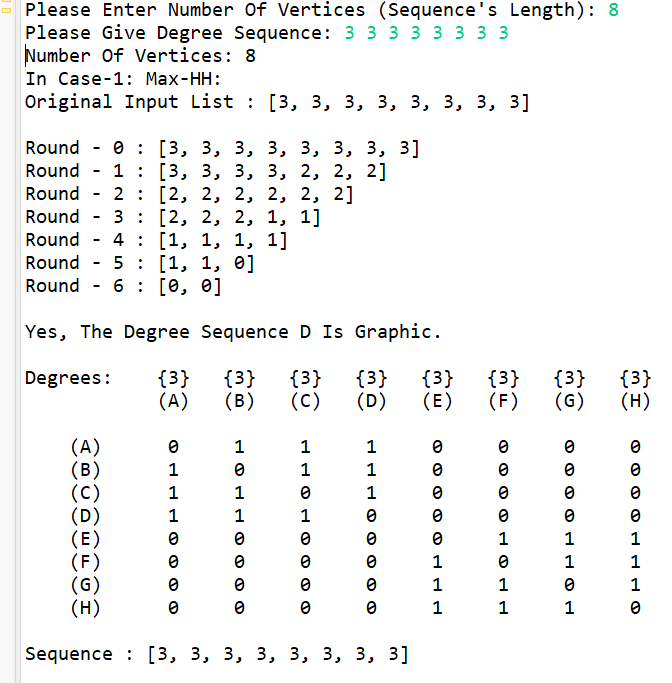 Please Enter Number Of Vertices (Sequence's Length): 8
Please Give Degree Sequence: 3 3 3 3 3 3 3 3
Number Of Vertices: 8
In Case-1: Max-HH:
Original Input List : [3, 3, 3, 3, 3, 3, 3, 3]
Round - 0 : [3, 3, 3, 3, 3, 3, 3, 3]
Round - 1 : [3, 3, 3, 3, 2, 2, 2]
Round - 2 : [2, 2, 2, 2, 2, 2]
Round - 3 : [2, 2, 2, 1, 1]
Round - 4 : [1, 1, 1, 1]
Round - 5 : [1, 1, 0]
Round - 6 : [0, 0]
Yes, The Degree Sequence D Is Graphic.
Degrees: {3} {3} {3} {3} {3} {3} {3} {3}
(A) (B) (C) (D) (E) (F) (G) (H)
(A) 0 1 1 1 0 0 0 0
(B) 1 0 1 1 0 0 0 0
(C) 1 1 0 1 0 0 0 0
(D) 1 1 1 0 0 0 0 0
(E) 0 0 0 0 0 1 1 1
(F) 0 0 0 0 1 0 1 1
(G) 0 0 0 0 1 1 0 1
(H) 0 0 0 0 1 1 1 0
Sequence : [3, 3, 3, 3, 3, 3, 3, 3]